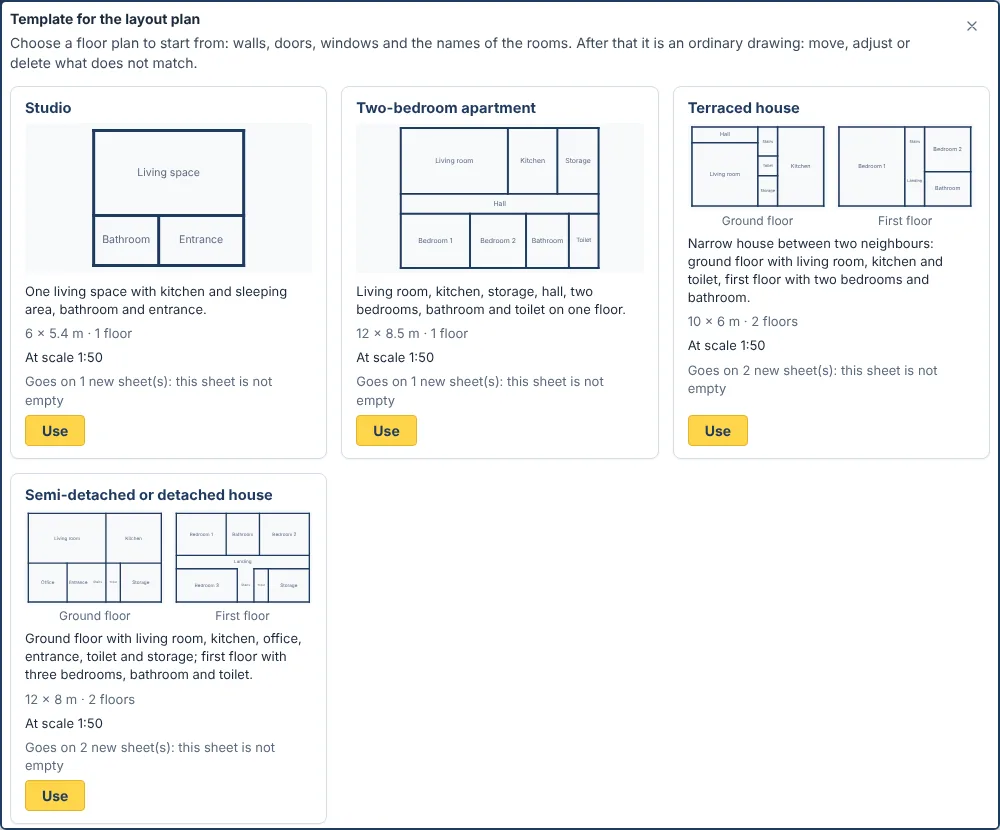 Template for the layout plan
Choose a floor plan to start from: walls, doors, windows and the names of the rooms. After that it is an ordinary drawing: move, adjust or
delete what does not match.
Studio
Living space
Bathroom
Entrance
One living space with kitchen and sleeping
area, bathroom and entrance.
6 × 5.4 m · 1 floor
At scale 1:50
Goes on 1 new sheet(s): this sheet is not
empty
Use
Two-bedroom apartment
Living room
Kitchen
Storage
Hall
Bedroom 1
Bedroom 2
Bathroom
Toilet
Living room, kitchen, storage, hall, two
bedrooms, bathroom and toilet on one floor.
12 × 8.5 m · 1 floor
At scale 1:50
Goes on 1 new sheet(s): this sheet is not
empty
Use
Terraced house
Hall
Stairs
Living room
Toilet
Kitchen
Storage
Ground floor
Bedroom 1
Stairs
Bedroom 2
Landing
Bathroom
First floor
Narrow house between two neighbours:
ground floor with living room, kitchen and
toilet, first floor with two bedrooms and
bathroom.
10 × 6 m · 2 floors
At scale 1:50
Goes on 2 new sheet(s): this sheet is not
empty
Use
Semi-detached or detached house
Living room
Kitchen
Office
Entrance
Stairs
Storage
Ground floor
Bedroom 1
Bathroom
Bedroom 2
Landing
Bedroom 3
Stairs
Storage
First floor
Ground floor with living room, kitchen, office,
entrance, toilet and storage; first floor with
three bedrooms, bathroom and toilet.
12 × 8 m · 2 floors
At scale 1:50
Goes on 2 new sheet(s): this sheet is not
empty
Use